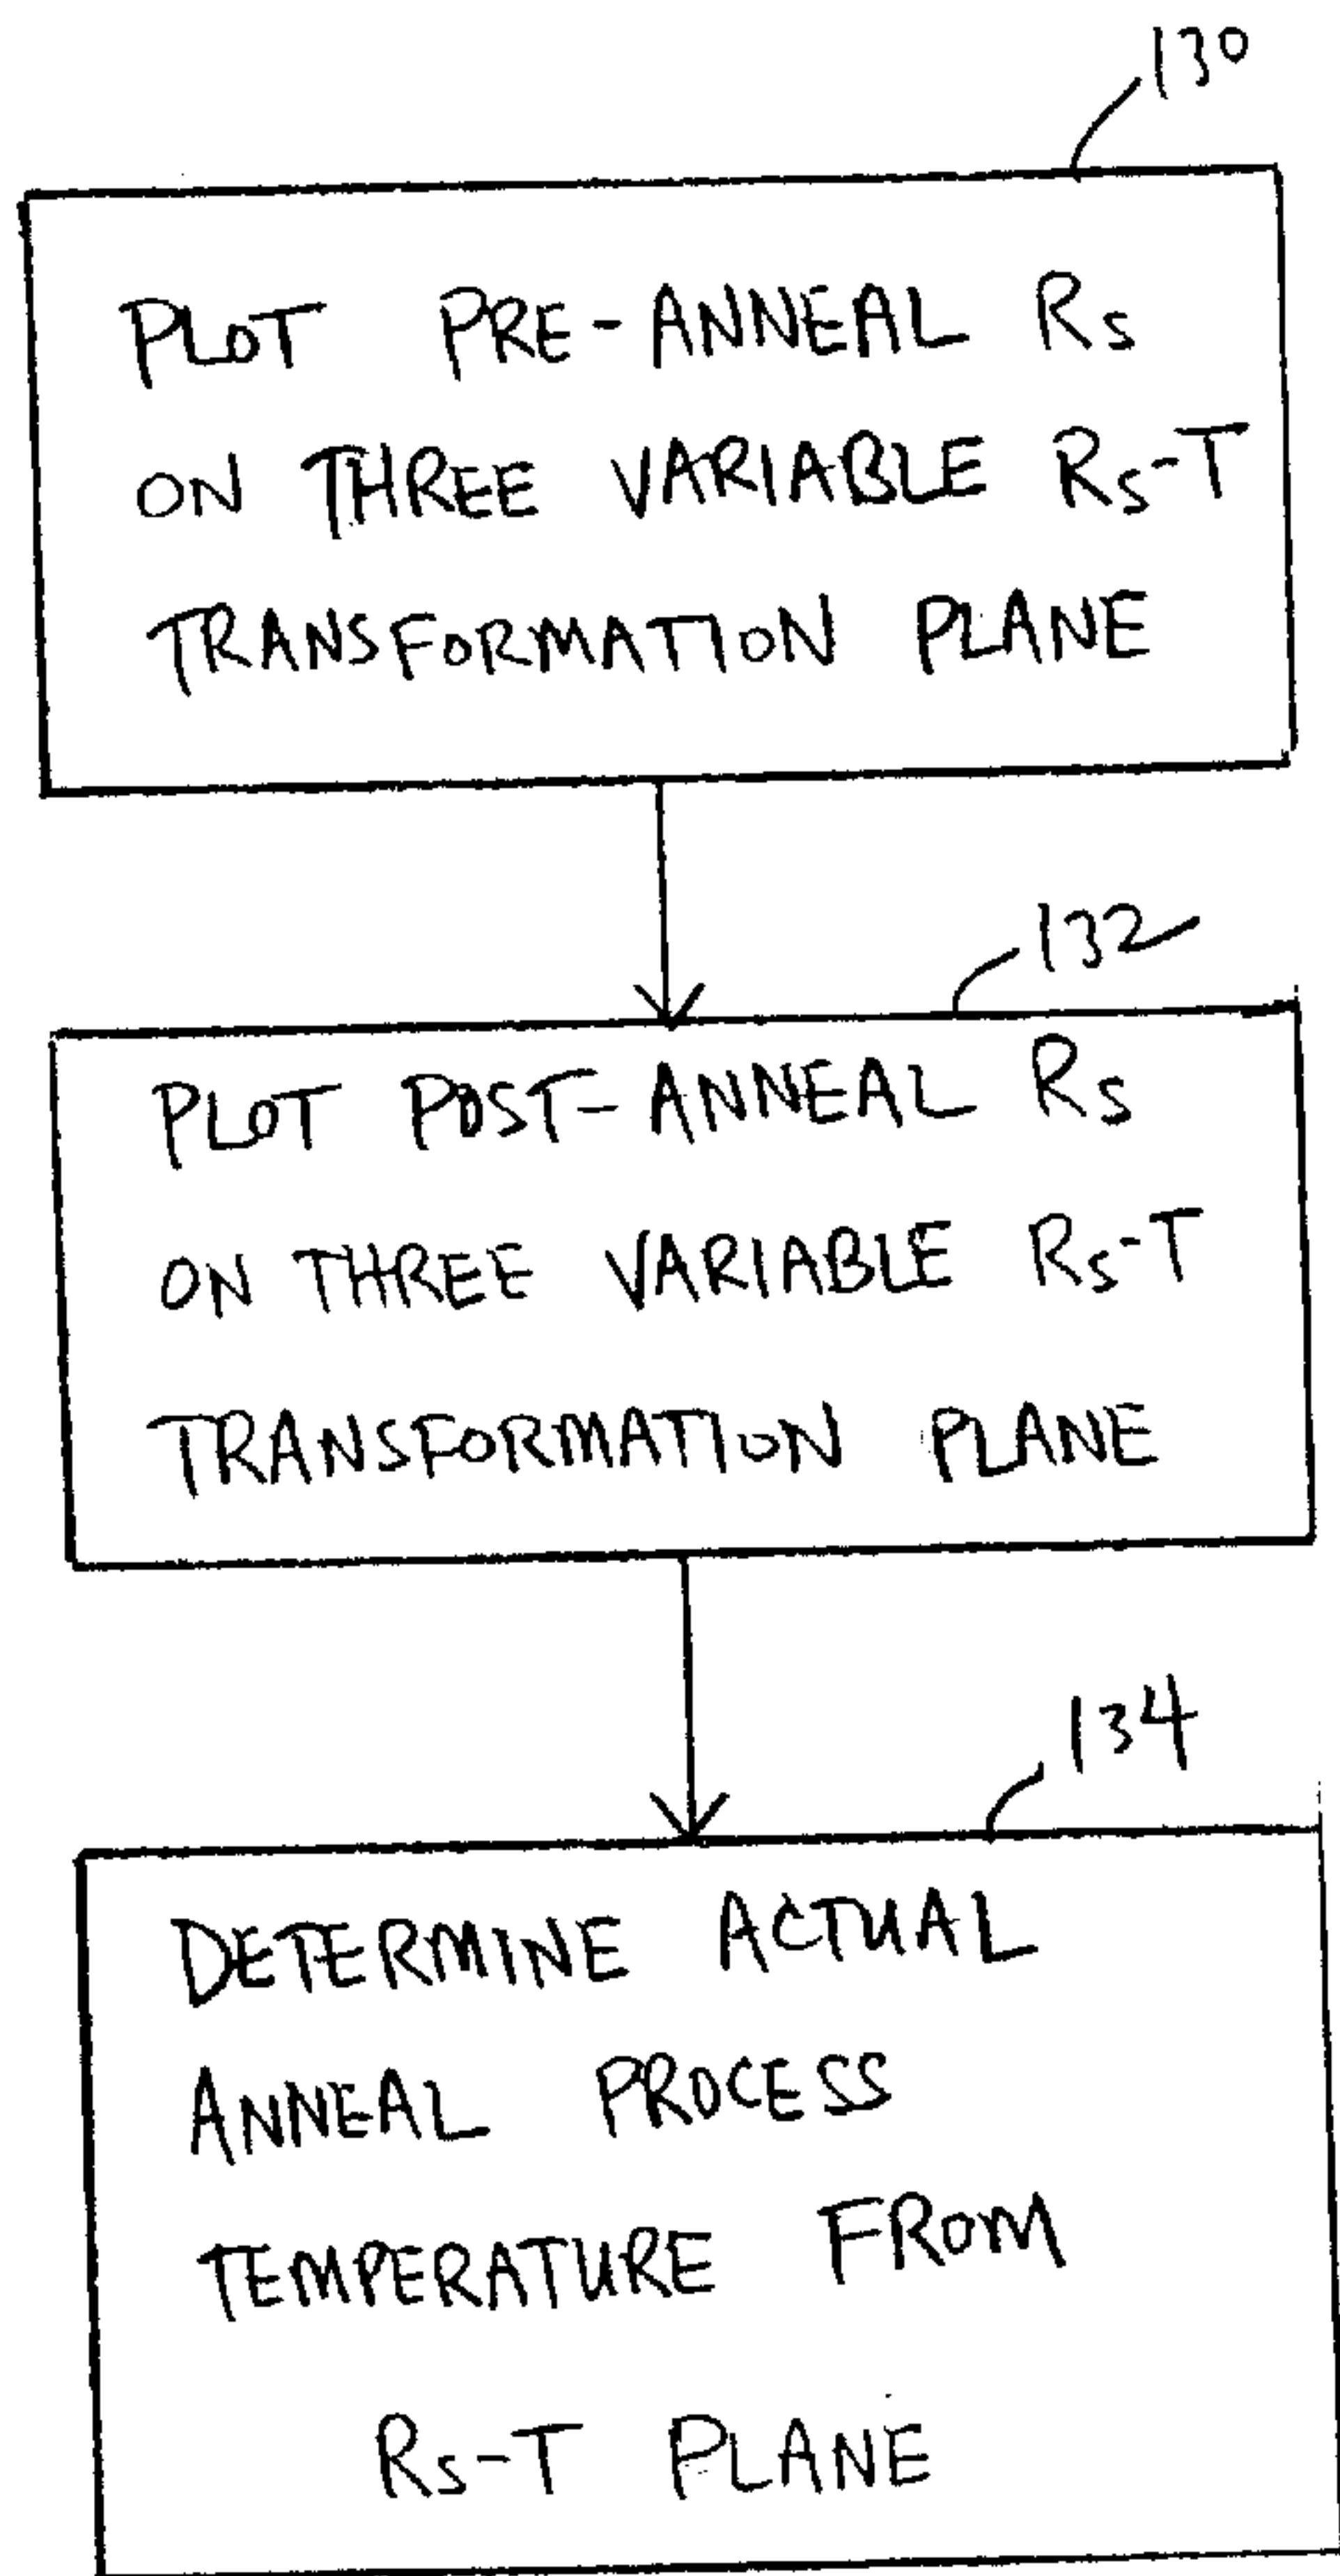 130
PLOT PRE-ANNEAL Rs
ON THREE VARIABLE Rs-T
TRANSFORMATION PLANE
132
PLOT POST-ANNEAL Rs
ON THREE VARIABLE Rs-T
TRANSFORMATION PLANE
134
DETERMINE ACTUAL
ANNEAL PROCESS
TEMPERATURE FROM
Rs-T PLANE